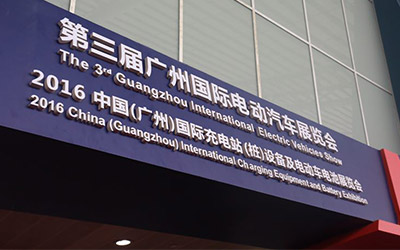 第三届广州国际电动汽车展览会
The 3rd Guangzhou International Electric Vehicles Show
2016 中国(广州)国际充电站(桩)设备及电动车电池展览会
2016 China (Guangzhou) International Charging Equipment and Battery Exhibition